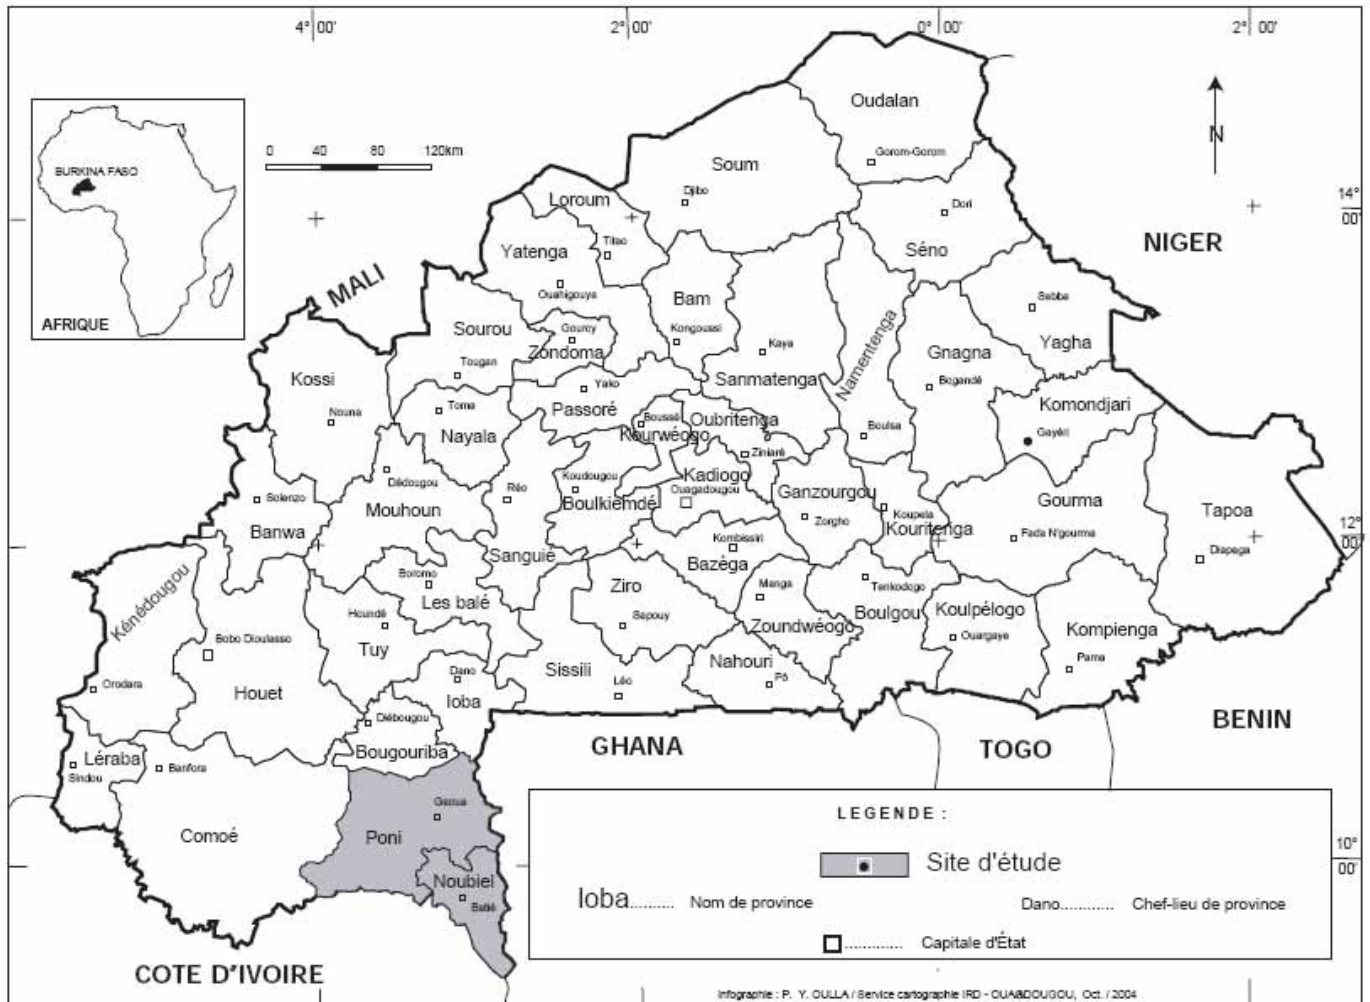 4° 00'
2° 00'
0° 00'
2° 00'
Oudalan
N
0 40 80 120km
Gorom-Gorom
BURKINA FASO
Soum
Djibo
14° 00'
Loroum
Dori
Titao
NIGER
Yatenga
Séno
MALI
Ouahigouya
Bam
Sebba
AFRIQUE
Sourou
Gourcy
Kongoussi
Kaya
Namentenga
Yagha
Zondoma
Gnagna
Tougan
Kossi
Sanmatenga
Yako
Bogandé
Toma
Passoré
Komondjari
Nouna
Boussé
Oubritenga
Boulsa
Gayéri
Nayala
Kourwéogo
Ziniaré
Dédougou
Koudougou
Kadiogo
Ouagadougou
Ganzourgou
Gourma
Solenzo
Réo
Boulkiemdé
Tapoa
Mouhoun
Zorgho
Koupela
Banwa
Kouritenga
Fada N'gourma
12° 00'
Kombissiri
Sanguié
Bazèga
Diapaga
Boromo
Ziro
Manga
Tenkodogo
Kénédougou
Les balé
Houndé
Sapouy
Boulgou
Koulpélogo
Zoundwéogo
Kompienga
Bobo Dioulasso
Ouargaye
Tuy
Nahouri
Pama
Sissili
Dano
Pô
Orodara
Houet
Léo
Ioba
Diébougou
BENIN
GHANA
TOGO
Bougouriba
Léraba
Sindou
Banfora
Gaoua
LEGENDE :
Comoé
Poni
10° 00'
Site d'étude
Noubiel
Batié
Ioba.......... Nom de province
Dano............ Chef-lieu de province
............. Capitale d'État
COTE D'IVOIRE
Infographie : P. Y. OULLA / Service cartographie IRD - OUAGADOUGOU, Oct. / 2004